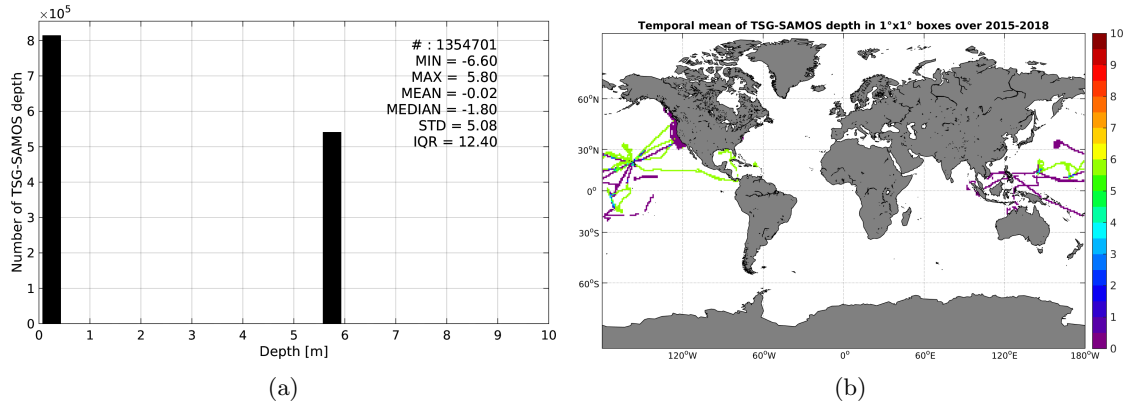 ×10⁵
8
7
6
5
4
3
2
1
0
Number of TSG-SAMOS depth
0 1 2 3 4 5 6 7 8 9 10
Depth [m]
# : 1354701
MIN = -6.60
MAX = 5.80
MEAN = -0.02
MEDIAN = -1.80
STD = 5.08
IQR = 12.40
(a)
Temporal mean of TSG-SAMOS depth in 1°x1° boxes over 2015-2018
60°N
30°N
0°
30°S
60°S
120°W 60°W 0° 60°E 120°E 180°W
10
9
8
7
6
5
4
3
2
1
0
(b)